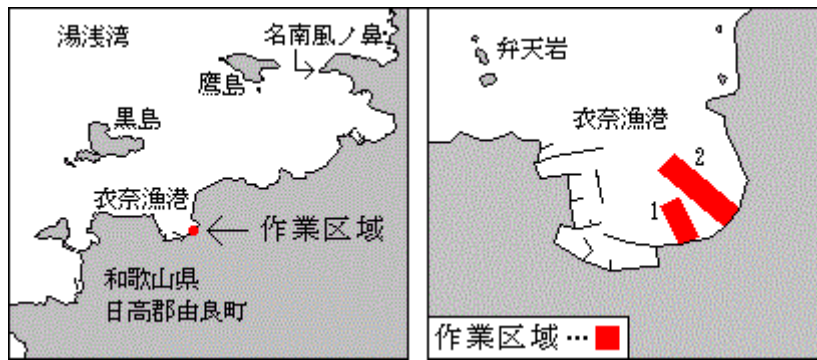 湯浅湾
名南風ノ鼻
鷹島
黒島
衣奈漁港
作業区域
和歌山県
日高郡由良町
弁天岩
衣奈漁港
2
1
作業区域…